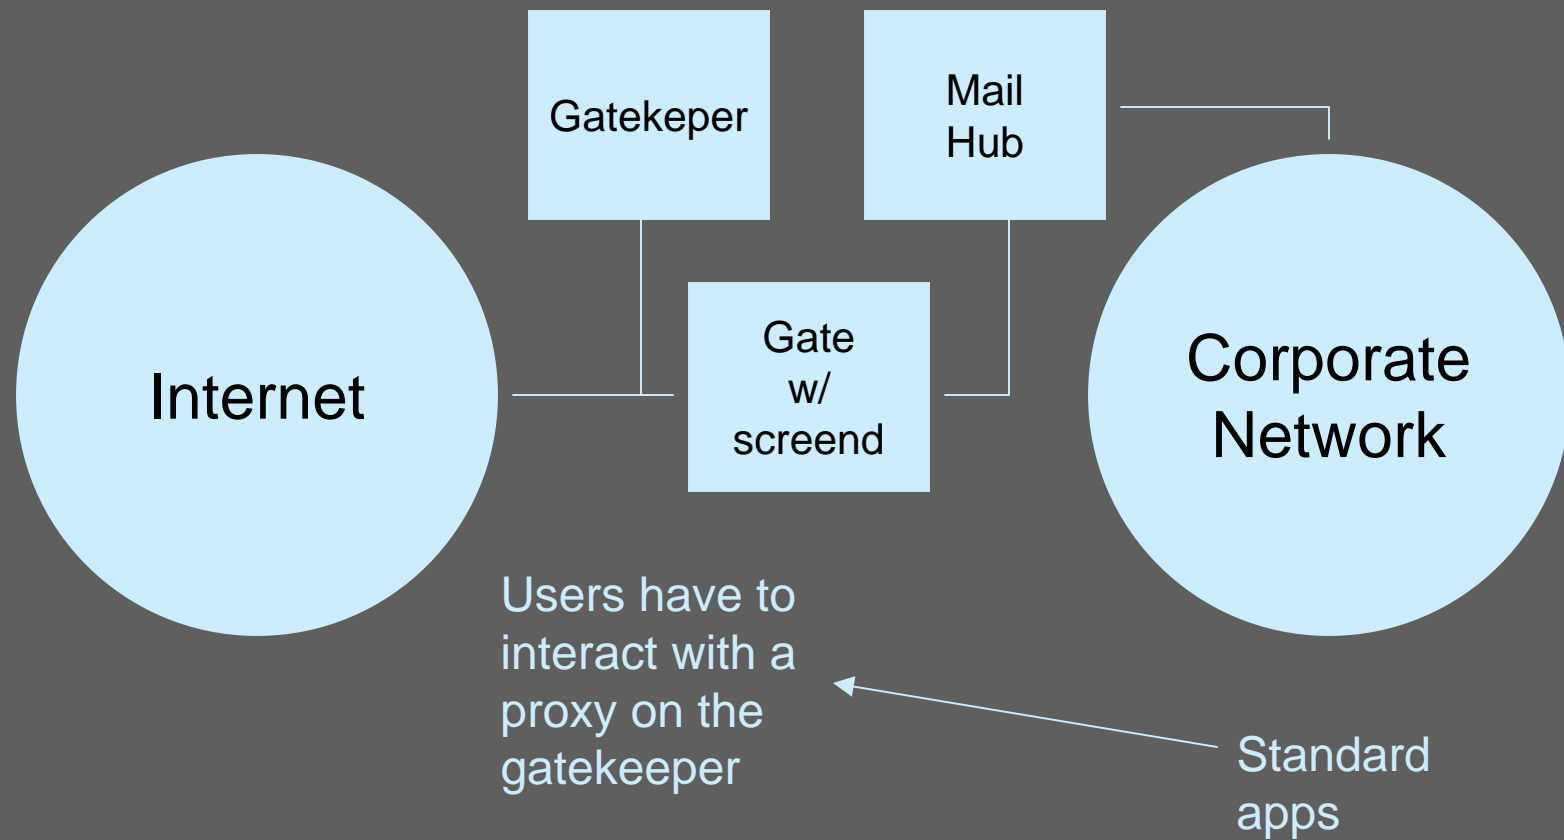 Gatekeper
Mail
Hub
Internet
Gate
w/
screend
Corporate
Network
Users have to
interact with a
proxy on the
gatekeeper
Standard
apps